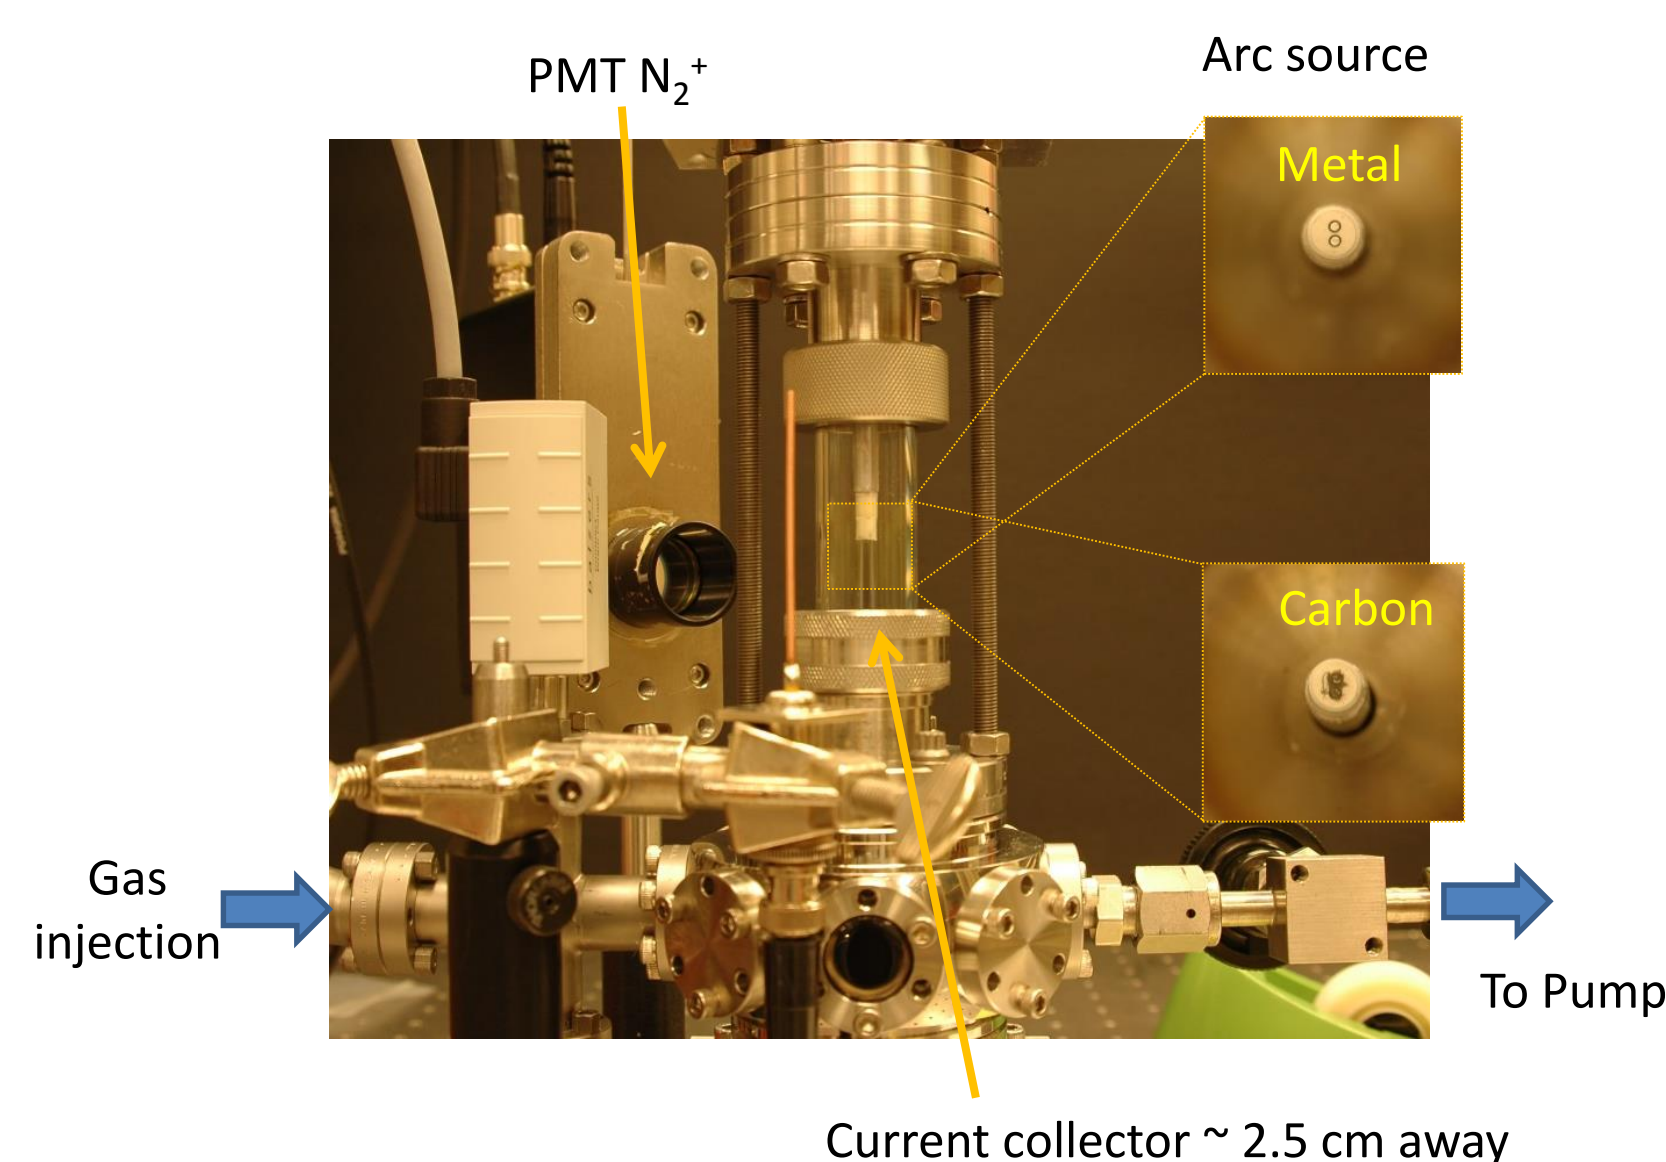 Arc source
PMT N₂⁺
Metal
Carbon
Gas
injection
To Pump
Current collector ~ 2.5 cm away